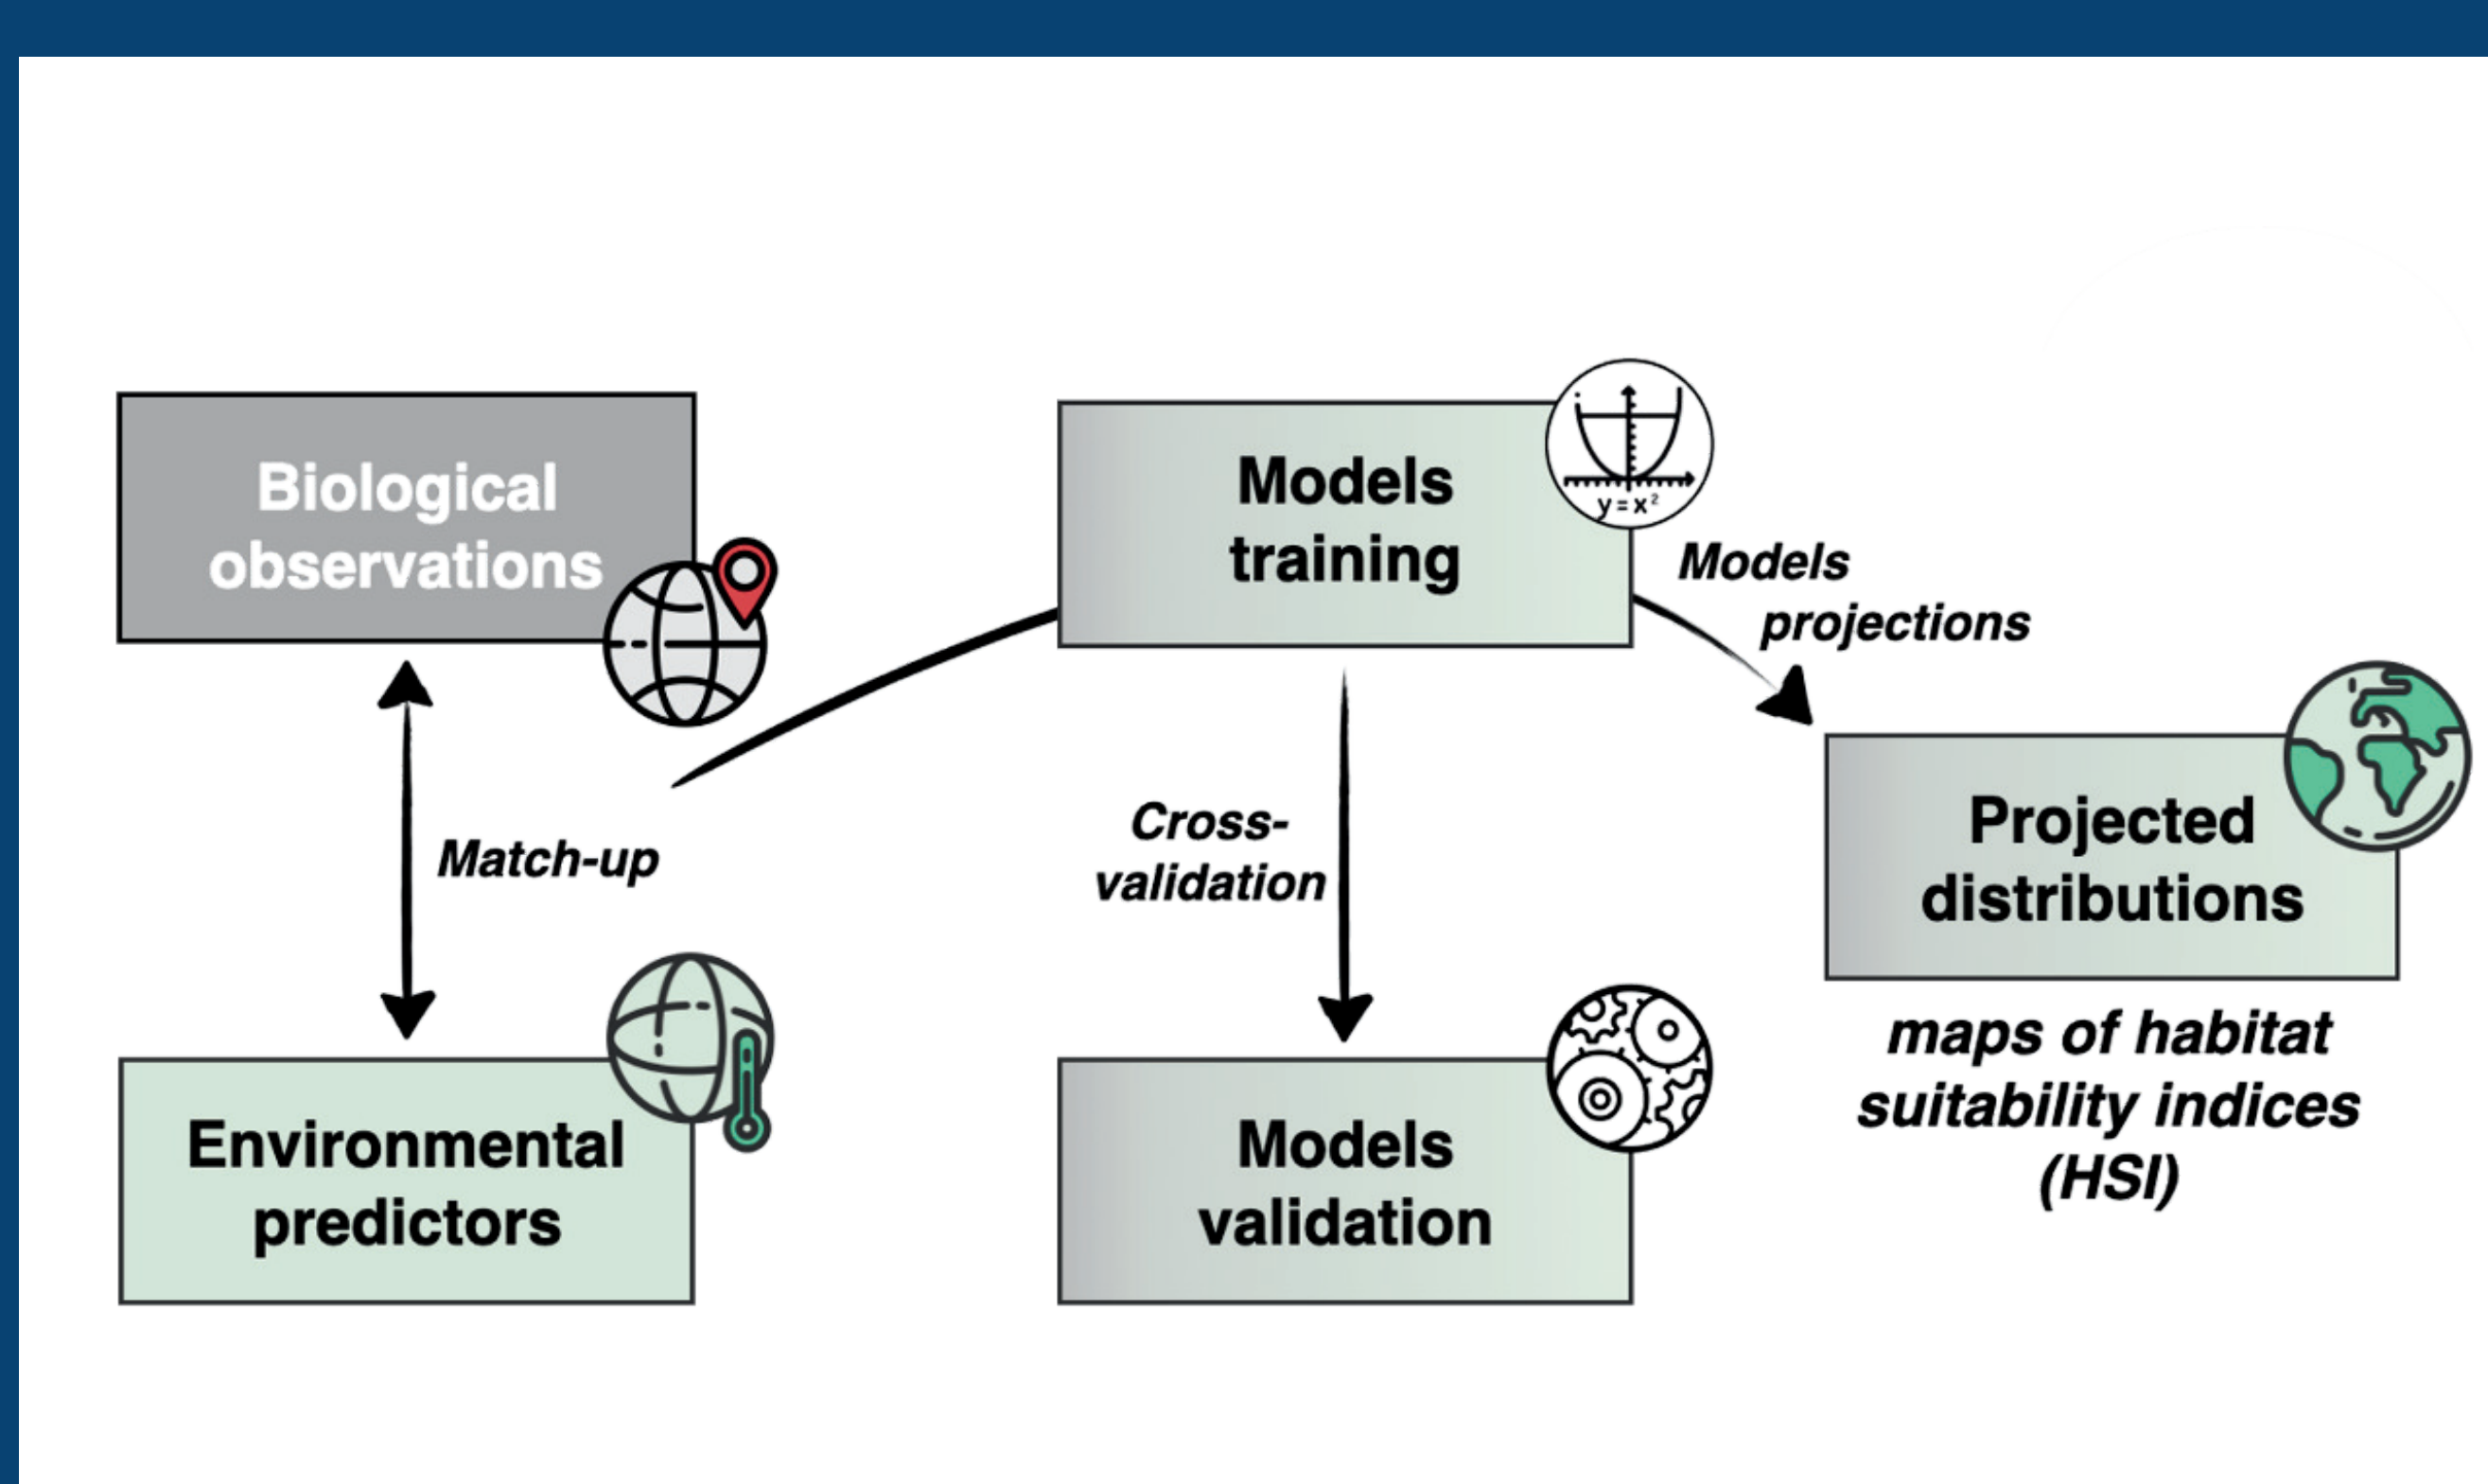 Biological
observations
Match-up
Environmental
predictors
Models
training
y = x²
Cross-
validation
Models
validation
Models
projections
Projected
distributions
maps of habitat
suitability indices
(HSI)